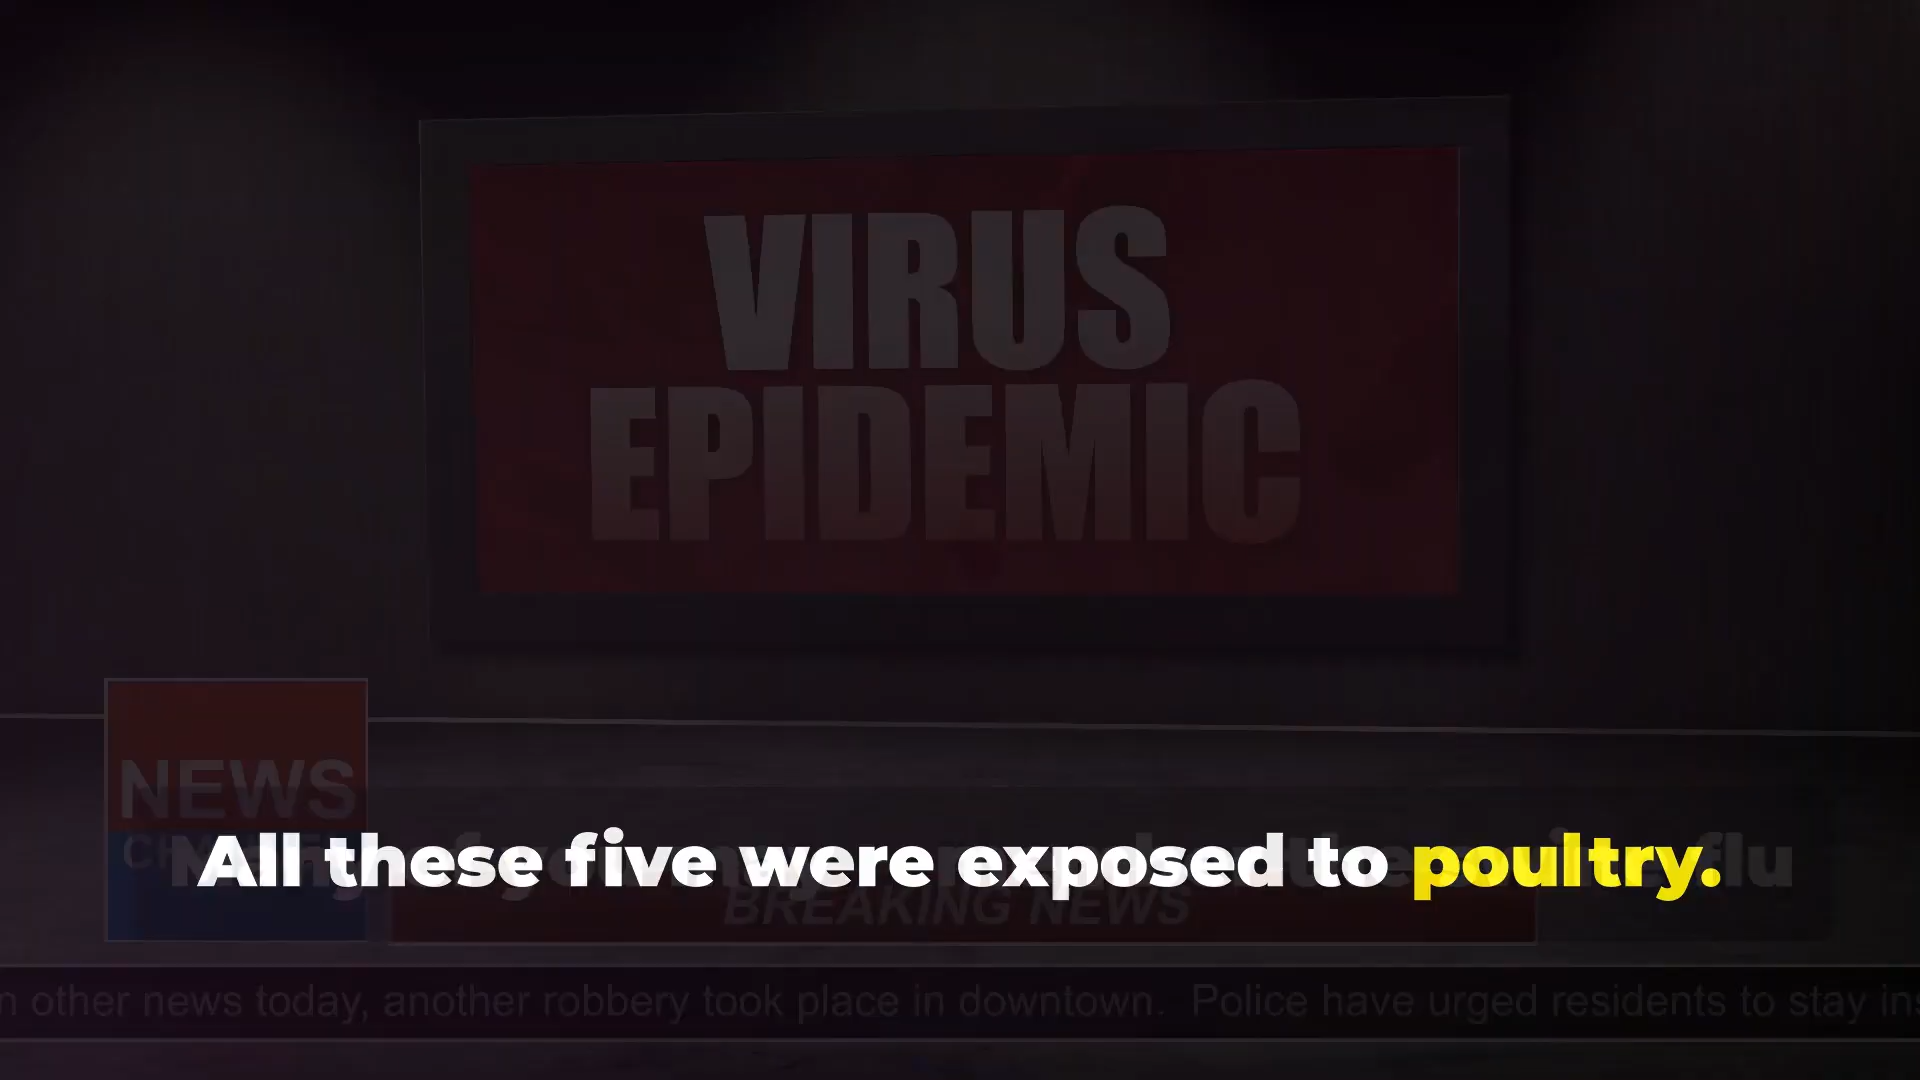 VIRUS
EPIDEMIC
NEWS
All these five were exposed to poultry.
flu
BREAKING NEWS
other news today, another robbery took place in downtown. Police have urged residents to stay